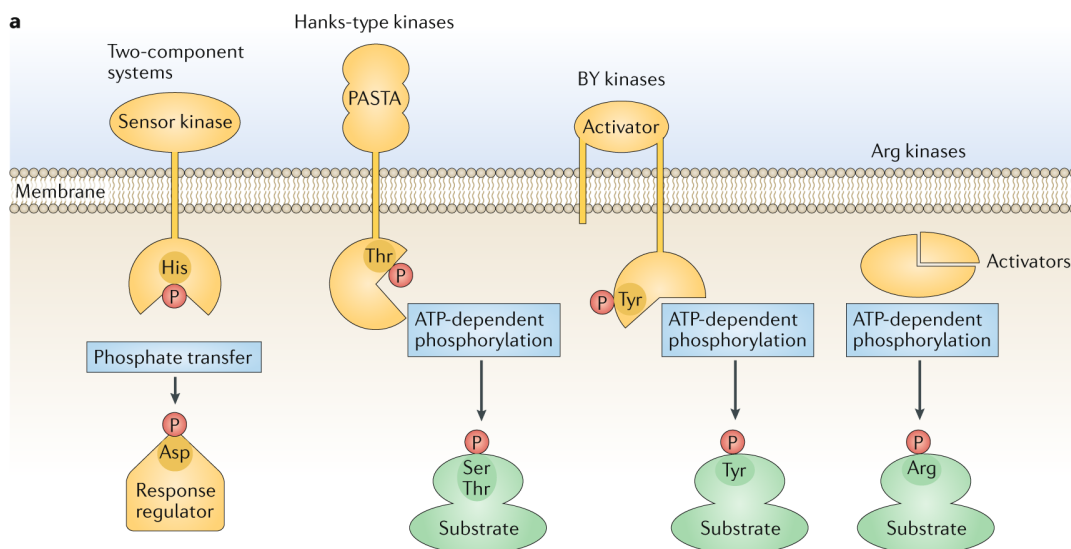 a
Two-component
systems
Sensor kinase
His
P
Phosphate transfer
P
Asp
Response
regulator
Hanks-type kinases
PASTA
Thr
P
ATP-dependent
phosphorylation
P
Ser
Thr
Substrate
BY kinases
Activator
P
Tyr
ATP-dependent
phosphorylation
P
Tyr
Substrate
Arg kinases
Activators
ATP-dependent
phosphorylation
P
Arg
Substrate
Membrane